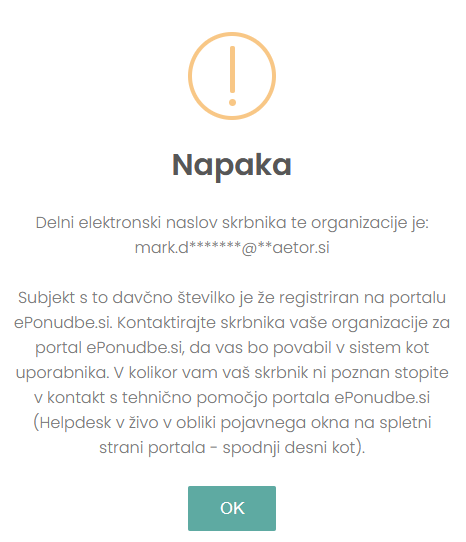 Napaka
Delni elektronski naslov skrbnika te organizacije je:
mark.d*******@**aetor.si
Subjekt s to davčno številko je že registriran na portalu
ePonudbe.si. Kontaktirajte skrbnika vaše organizacije za
portal ePonudbe.si, da vas bo povabil v sistem kot
uporabnika. V kolikor vam vaš skrbnik ni poznan stopite
v kontakt s tehnično pomočjo portala ePonudbe.si
(Helpdesk v živo v obliki pojavnega okna na spletni
strani portala - spodnji desni kot).
OK